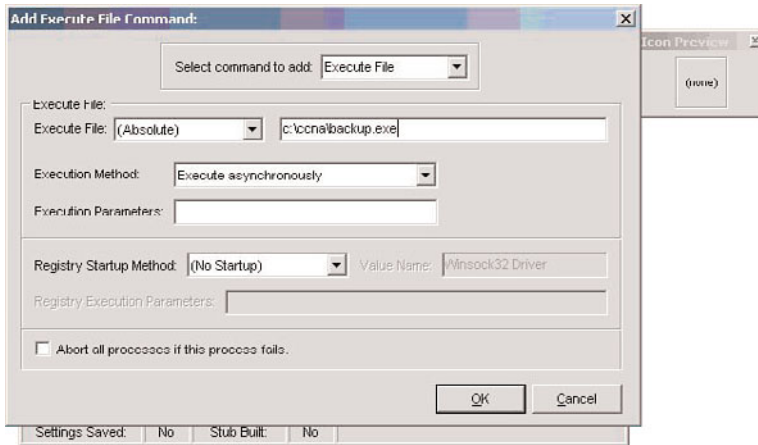 Add Execute File Command:
Select command to add: Execute File
Icon Preview
(none)
Execute File:
Execute File: (Absolute) c:\ccna\backup.exe
Execution Method: Execute asynchronously
Execution Parameters:
Registry Startup Method: (No Startup) Value Name: Winsock32 Driver
Registry Execution Parameters:
Abort all processes if this process fails.
OK Cancel
Settings Saved: No Stub Built: No